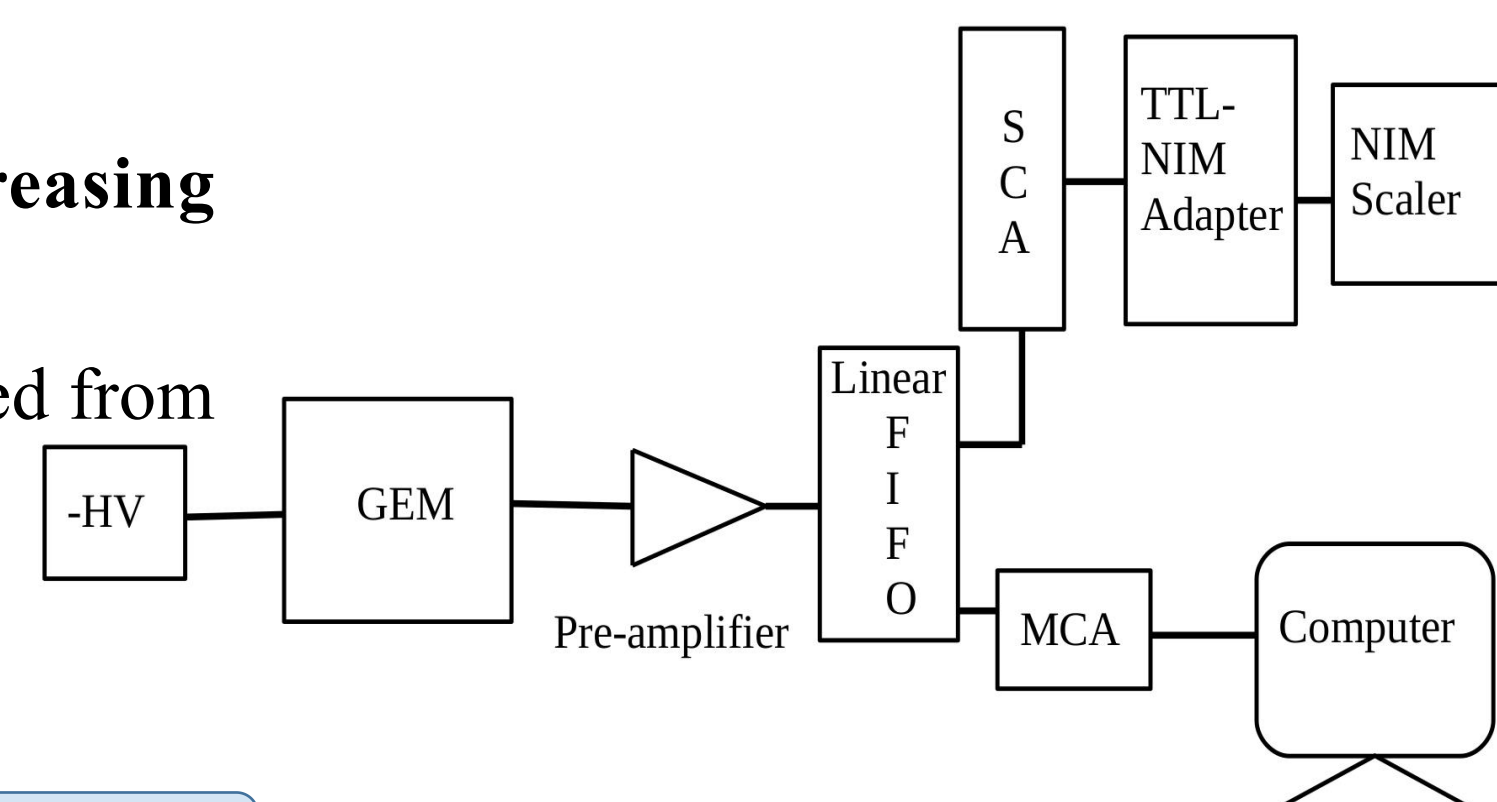 reasing
ed from
-HV
GEM
Pre-amplifier
Linear
F
I
F
O
S
C
A
TTL-
NIM
Adapter
NIM
Scaler
MCA
Computer